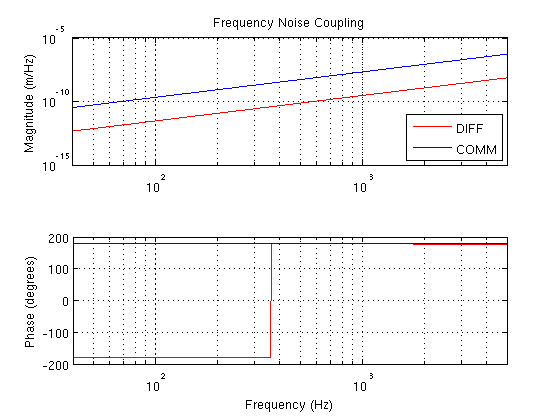 Frequency Noise Coupling
Magnitude (m/Hz)
10^-5
10^-10
10^-15
DIFF
COMM
10^2
10^3
Phase (degrees)
200
100
0
-100
-200
10^2
10^3
Frequency (Hz)